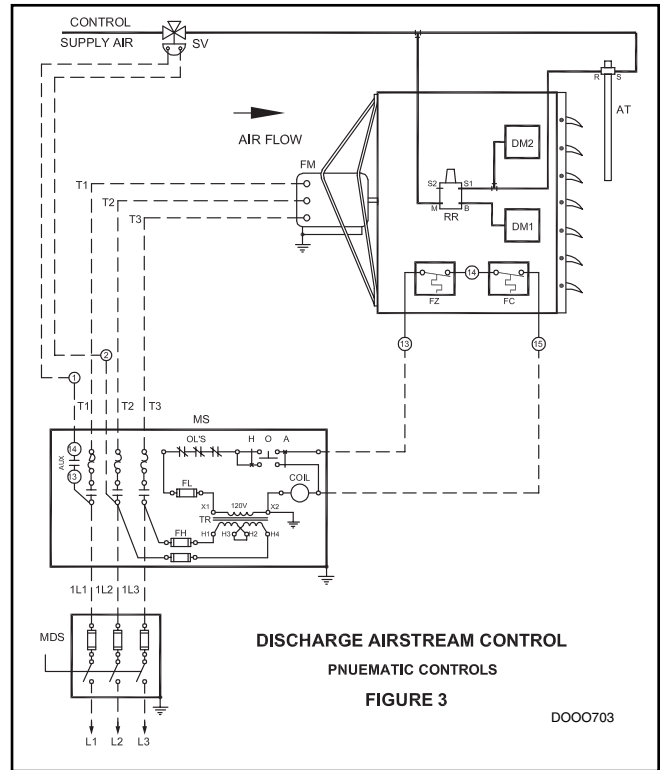 CONTROL
SUPPLY AIR
SV
R S
AT
AIR FLOW
FM
DM2
T1
S2 S1
T2
RR
M B
DM1
T3
14
FZ FC
13 15
2
1
T1 T2 T3
MS
OL'S H O A
14
AUX
13
COIL
FL
X1 120V X2
TR
FH
H1 H3 H2 H4
1L1 1L2 1L3
MDS
DISCHARGE AIRSTREAM CONTROL
PNUEMATIC CONTROLS
FIGURE 3
DOOO703
L1 L2 L3